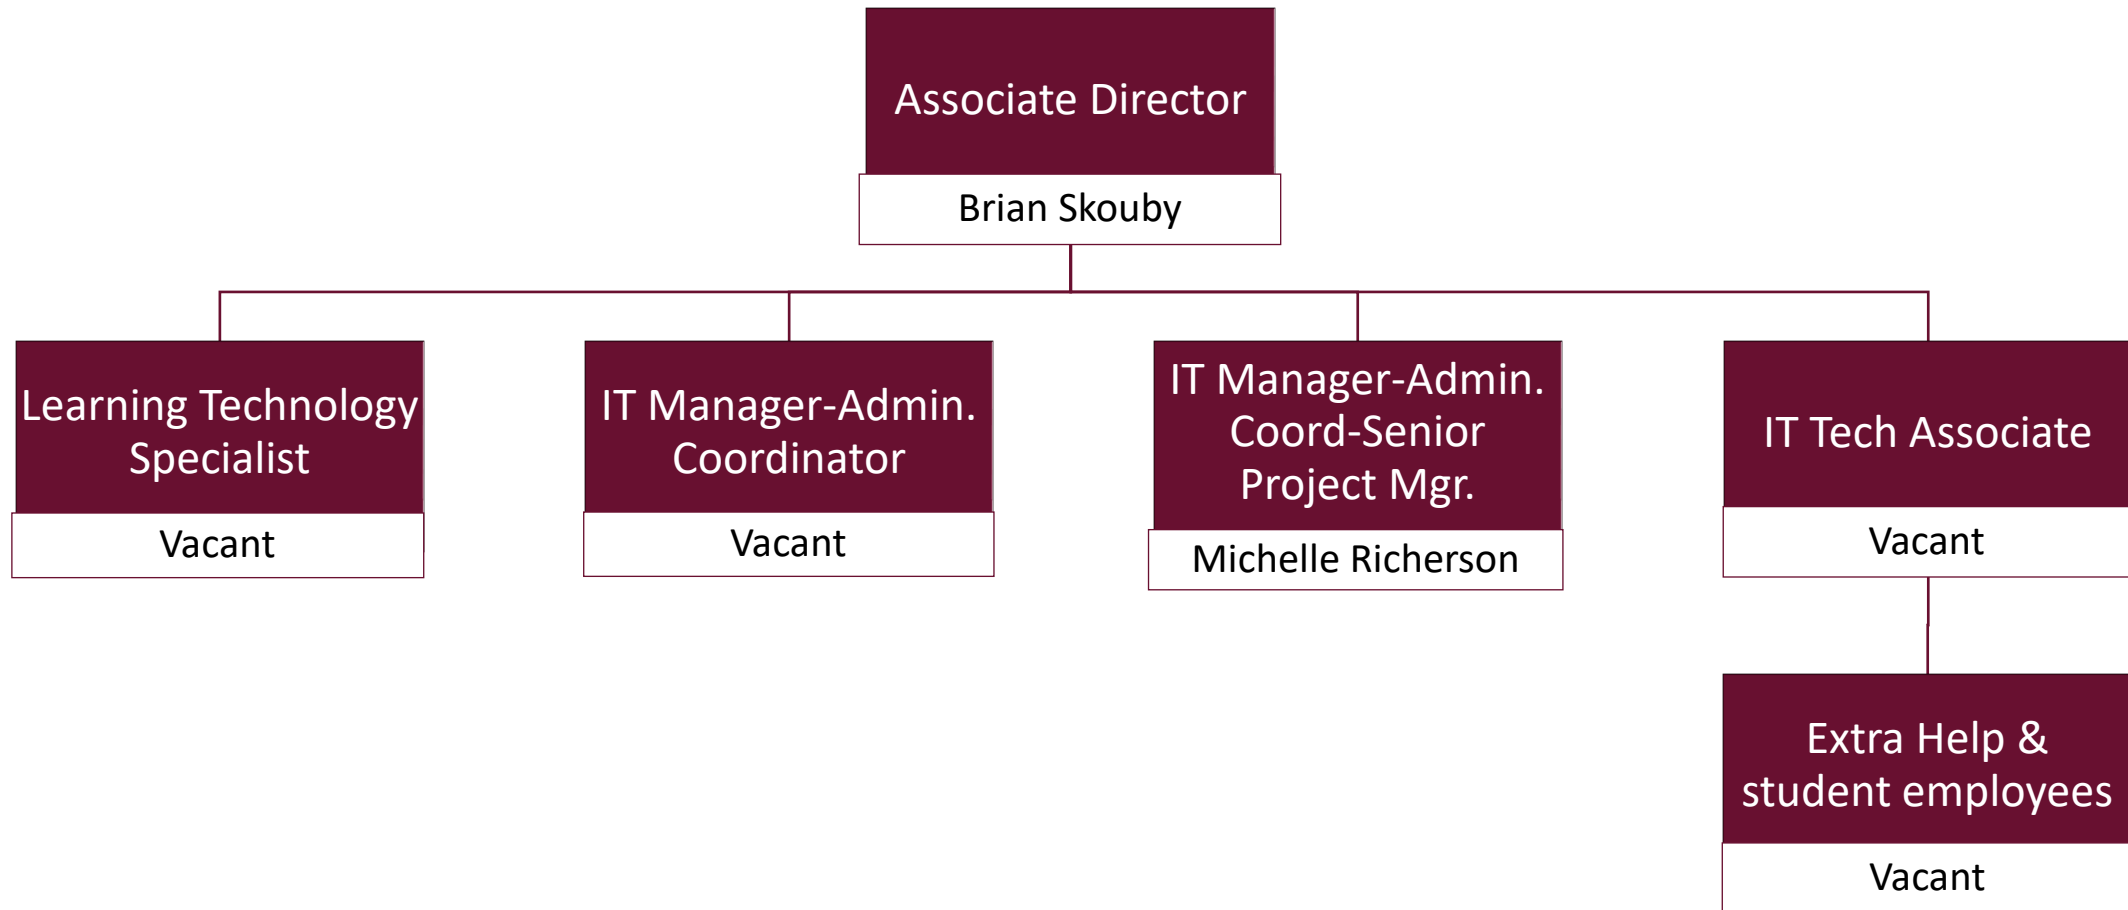 Associate Director
Brian Skouby
Learning Technology
Specialist
Vacant
IT Manager-Admin.
Coordinator
Vacant
IT Manager-Admin.
Coord-Senior
Project Mgr.
Michelle Richerson
IT Tech Associate
Vacant
Extra Help &
student employees
Vacant